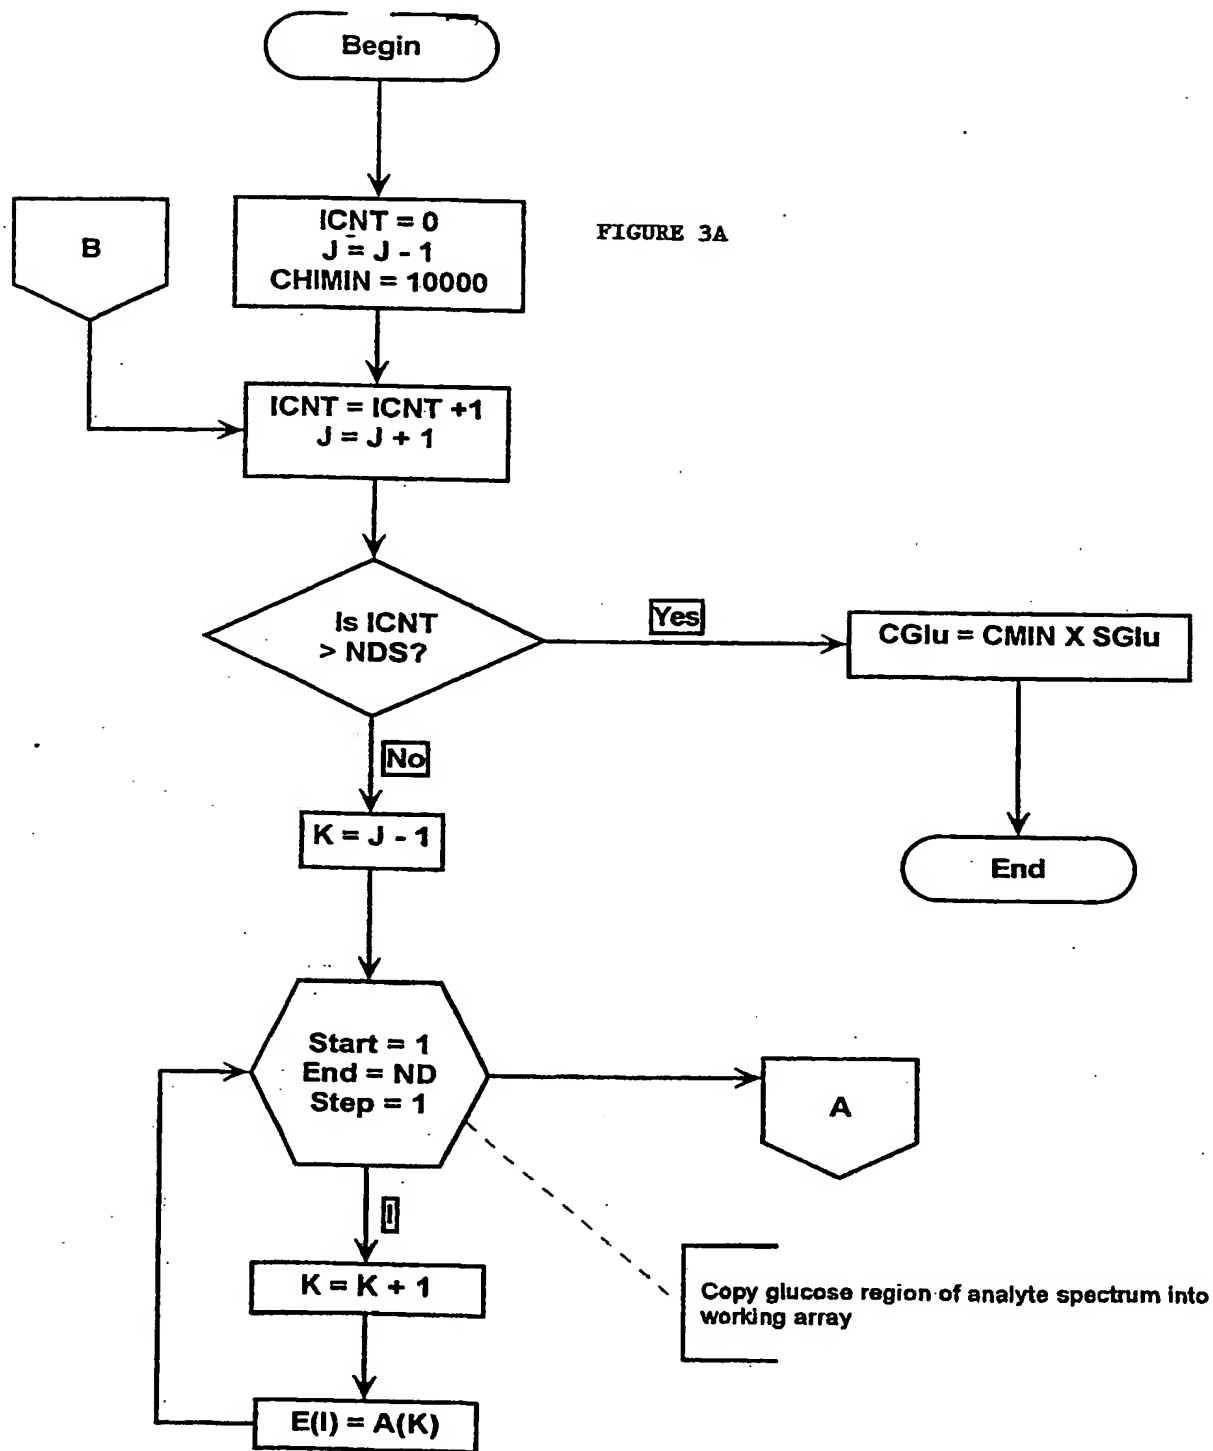 Begin
FIGURE 3A
ICNT = 0
J = J - 1
CHIMIN = 10000
B
ICNT = ICNT +1
J = J + 1
Is ICNT
> NDS?
Yes
CGlu = CMIN X SGlu
No
K = J - 1
End
Start = 1
End = ND
Step = 1
A
I
K = K + 1
Copy glucose region of analyte spectrum into
working array
E(I) = A(K)